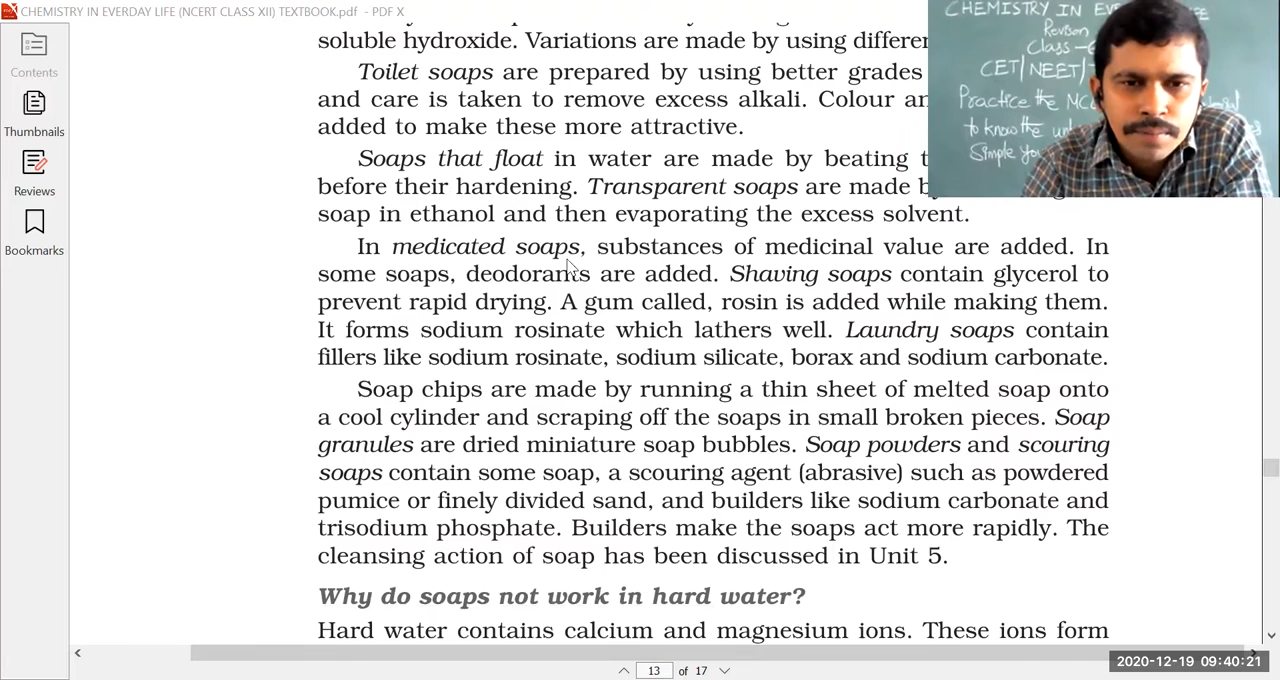 CHEMISTRY IN EVERDAY LIFE (NCERT CLASS XII) TEXTBOOK.pdf - PDF X
Contents
Thumbnails
Reviews
Bookmarks
soluble hydroxide. Variations are made by using differen
Toilet soaps are prepared by using better grades
and care is taken to remove excess alkali. Colour an
added to make these more attractive.
Soaps that float in water are made by beating t
before their hardening. Transparent soaps are made b
soap in ethanol and then evaporating the excess solvent.
In medicated soaps, substances of medicinal value are added. In
some soaps, deodorants are added. Shaving soaps contain glycerol to
prevent rapid drying. A gum called, rosin is added while making them.
It forms sodium rosinate which lathers well. Laundry soaps contain
fillers like sodium rosinate, sodium silicate, borax and sodium carbonate.
Soap chips are made by running a thin sheet of melted soap onto
a cool cylinder and scraping off the soaps in small broken pieces. Soap
granules are dried miniature soap bubbles. Soap powders and scouring
soaps contain some soap, a scouring agent (abrasive) such as powdered
pumice or finely divided sand, and builders like sodium carbonate and
trisodium phosphate. Builders make the soaps act more rapidly. The
cleansing action of soap has been discussed in Unit 5.
Why do soaps not work in hard water?
Hard water contains calcium and magnesium ions. These ions form
13 of 17
2020-12-19 09:40:21
CHEMISTRY IN EVE
Revison
Class -
CET/ NEET/
Practice the MC
to know the un
Simple yo